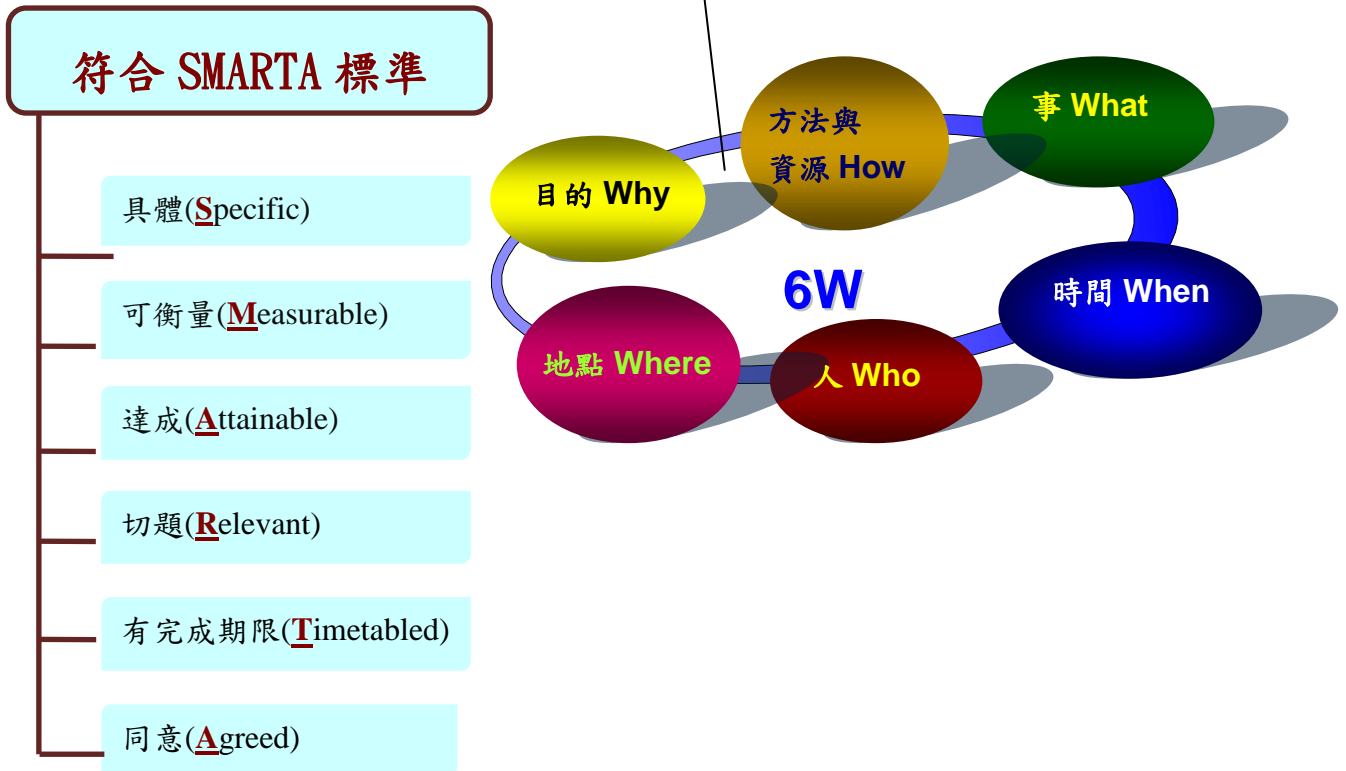 符合 SMARTA 標準
具體(Specific)
可衡量(Measurable)
達成(Attainable)
切題(Relevant)
有完成期限(Timetabled)
同意(Agreed)
方法與
資源 How
事 What
目的 Why
6W
時間 When
地點 Where
人 Who